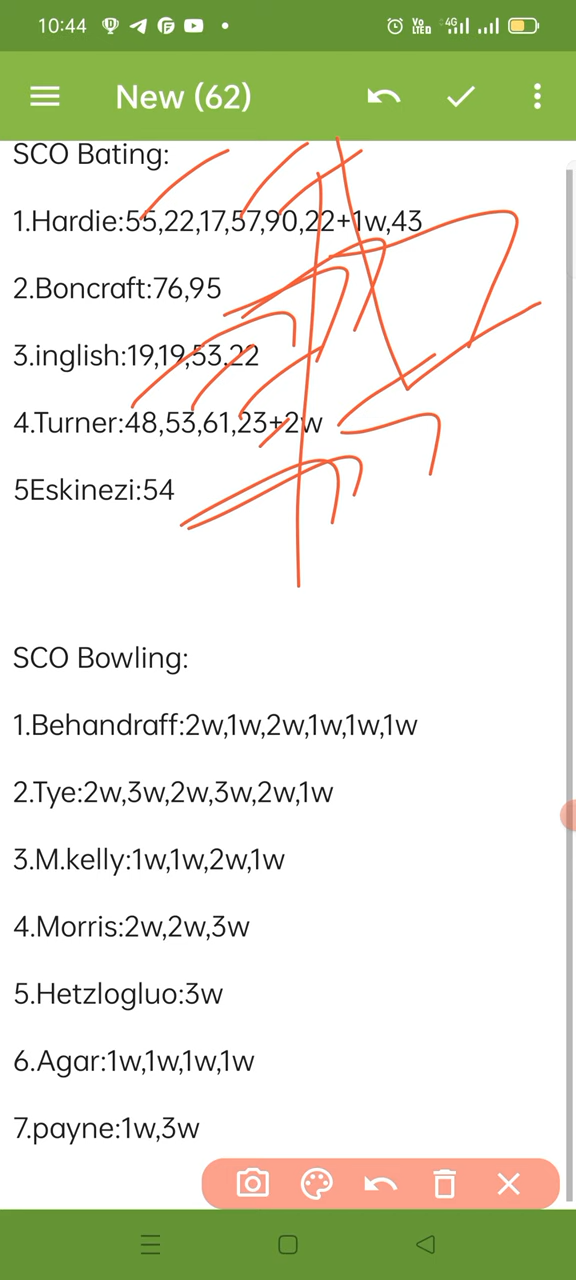 10:44
Vo LTED 4G
New (62)
SCO Bating:
1.Hardie:55,22,17,57,90,22+1w,43
2.Boncraft:76,95
3.inglish:19,19,53,22
4.Turner:48,53,61,23+2w
5Eskinezi:54
SCO Bowling:
1.Behandraff:2w,1w,2w,1w,1w,1w
2.Tye:2w,3w,2w,3w,2w,1w
3.M.kelly:1w,1w,2w,1w
4.Morris:2w,2w,3w
5.Hetzlogluo:3w
6.Agar:1w,1w,1w,1w
7.payne:1w,3w